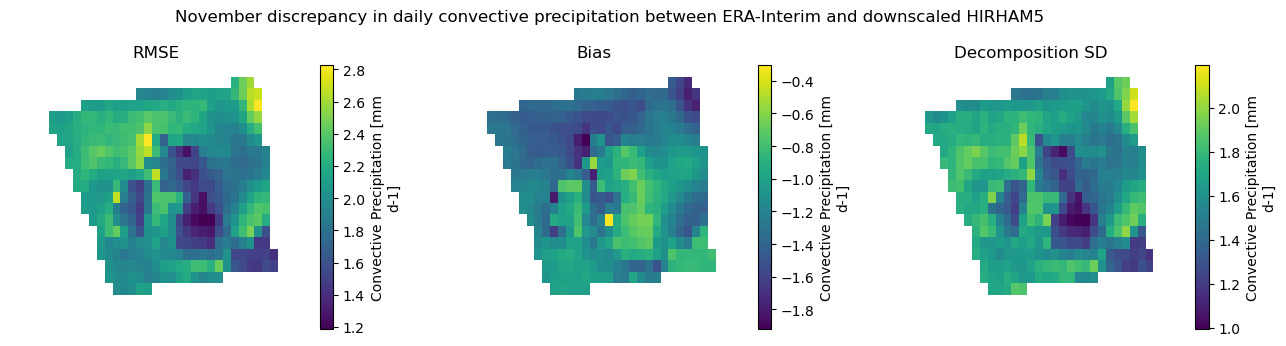 November discrepancy in daily convective precipitation between ERA-Interim and downscaled HIRHAM5
RMSE
2.8
2.6
2.4
2.2
2.0
1.8
1.6
1.4
1.2
Convective Precipitation [mm
d-1]
Bias
−0.4
−0.6
−0.8
−1.0
−1.2
−1.4
−1.6
−1.8
Convective Precipitation [mm
d-1]
Decomposition SD
2.0
1.8
1.6
1.4
1.2
1.0
Convective Precipitation [mm
d-1]